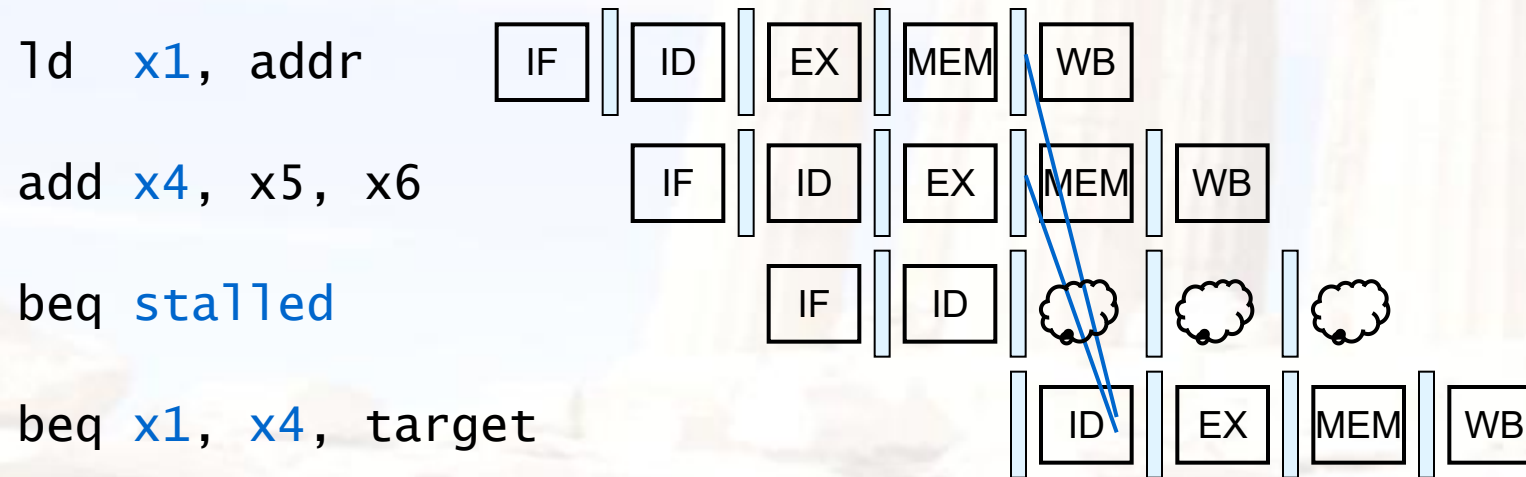 ld x1, addr IF ID EX MEM WB
add x4, x5, x6 IF ID EX MEM WB
beq stalled IF ID
beq x1, x4, target ID EX MEM WB